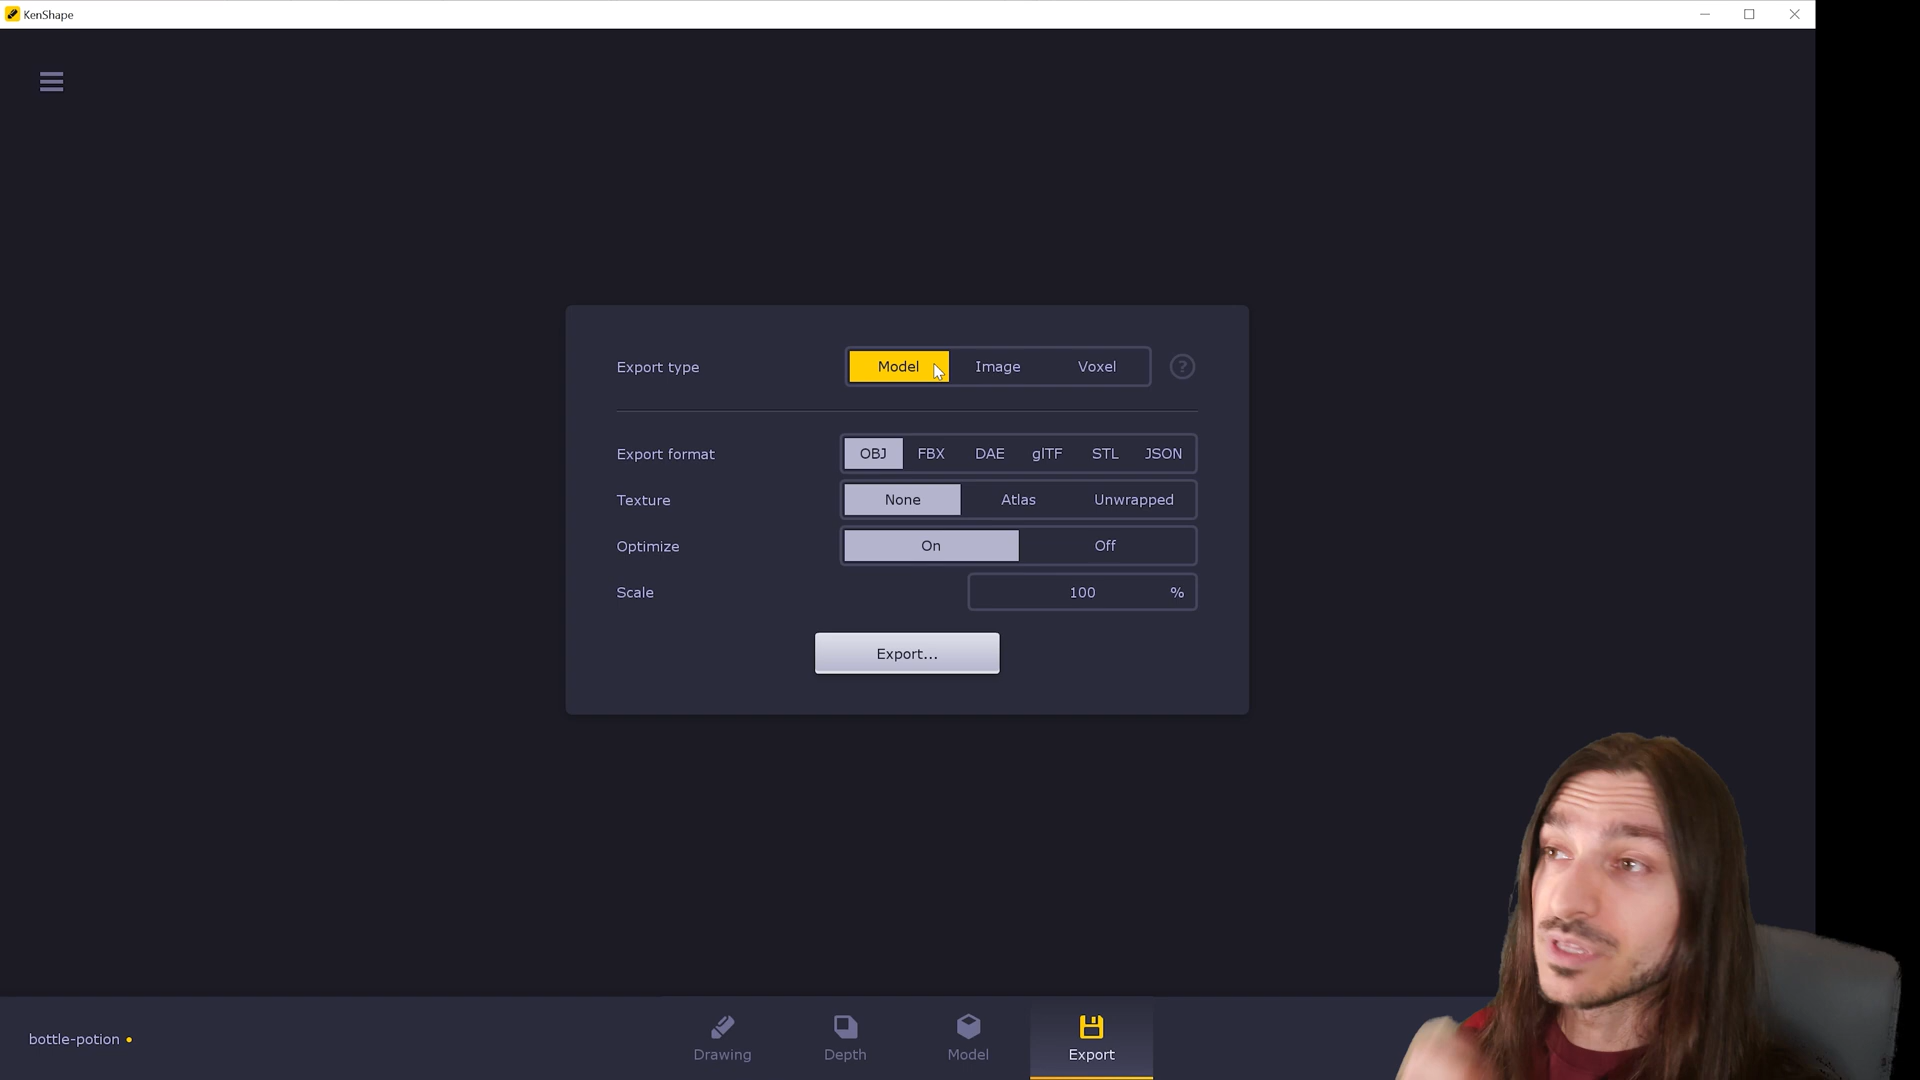 KenShape
Export type Model Image Voxel ?
Export format OBJ FBX DAE glTF STL JSON
Texture None Atlas Unwrapped
Optimize On Off
Scale 100 %
Export...
bottle-potion
Drawing Depth Model Export